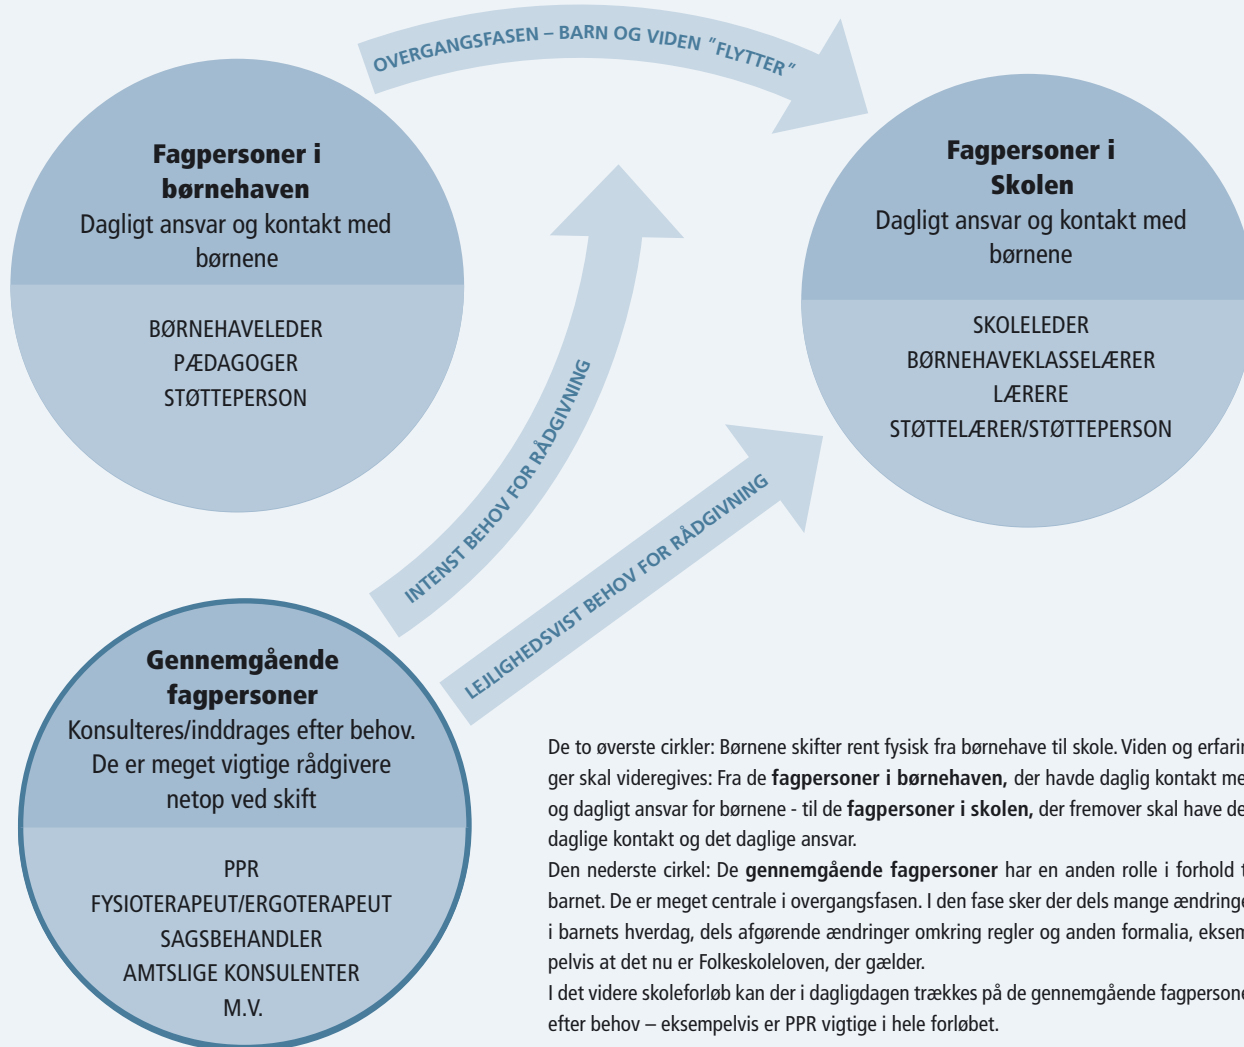 OVERGANGSFASEN – BARN OG VIDEN "FLYTTER"
Fagpersoner i
børnehaven
Dagligt ansvar og kontakt med
børnene
BØRNEHAVELEDER
PÆDAGOGER
STØTTEPERSON
Fagpersoner i
Skolen
Dagligt ansvar og kontakt med
børnene
SKOLELEDER
BØRNEHAVEKLASSELÆRER
LÆRERE
STØTTELÆRER/STØTTEPERSON
INTENST BEHOV FOR RÅDGIVNING
LEJLIGHEDSVIST BEHOV FOR RÅDGIVNING
Gennemgående
fagpersoner
Konsulteres/inddrages efter behov.
De er meget vigtige rådgivere
netop ved skift
PPR
FYSIOTERAPEUT/ERGOTERAPEUT
SAGSBEHANDLER
AMTSLIGE KONSULENTER
M.V.
De to øverste cirkler: Børnene skifter rent fysisk fra børnehave til skole. Viden og erfarin
ger skal videregives: Fra de fagpersoner i børnehaven, der havde daglig kontakt me
og dagligt ansvar for børnene - til de fagpersoner i skolen, der fremover skal have de
daglige kontakt og det daglige ansvar.
Den nederste cirkel: De gennemgående fagpersoner har en anden rolle i forhold t
barnet. De er meget centrale i overgangsfasen. I den fase sker der dels mange ændringe
i barnets hverdag, dels afgørende ændringer omkring regler og anden formalia, eksem
pelvis at det nu er Folkeskoleloven, der gælder.
I det videre skoleforløb kan der i dagligdagen trækkes på de gennemgående fagpersone
efter behov – eksempelvis er PPR vigtige i hele forløbet.